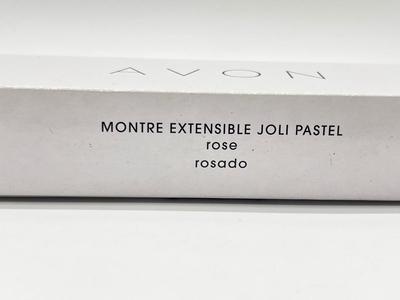 AVON
MONTRE EXTENSIBLE JOLI PASTEL
rose
rosado